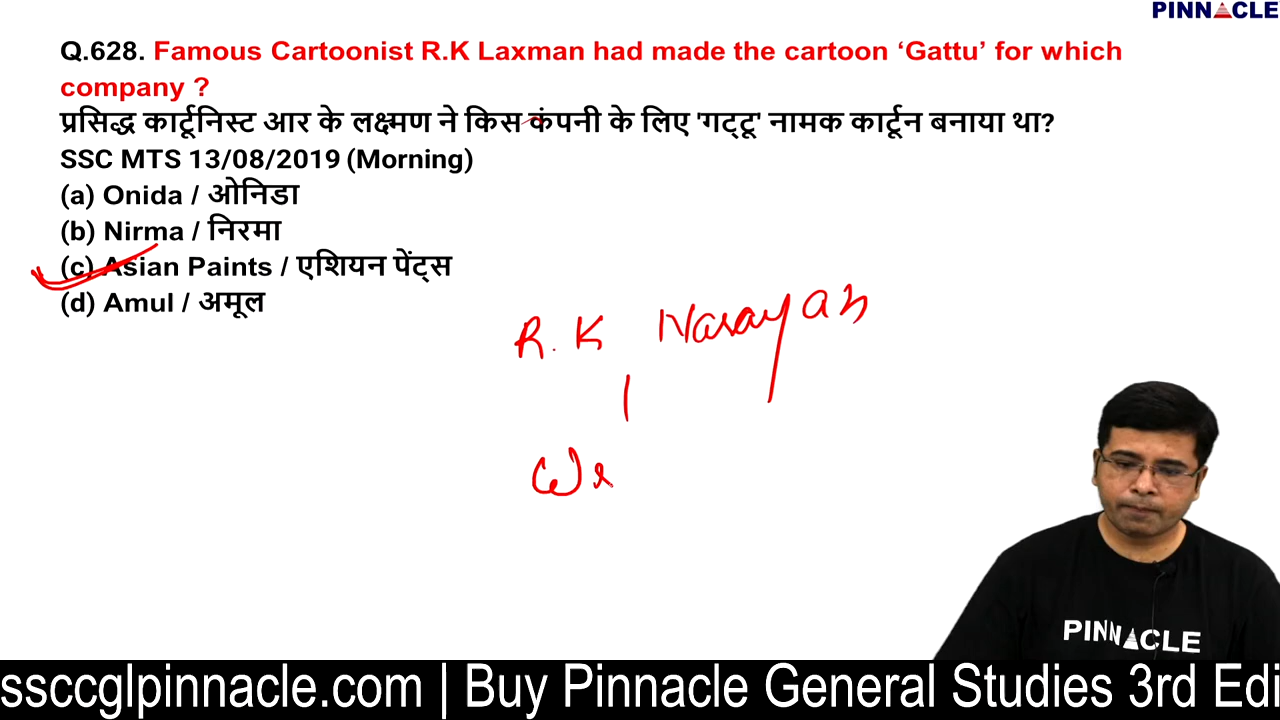 PINNACLE
Q.628. Famous Cartoonist R.K Laxman had made the cartoon ‘Gattu’ for which
company ?
प्रसिद्ध कार्टूनिस्ट आर के लक्ष्मण ने किस कंपनी के लिए 'गट्टू' नामक कार्टून बनाया था?
SSC MTS 13/08/2019 (Morning)
(a) Onida / ओनिडा
(b) Nirma / निरमा
(c) Asian Paints / एशियन पेंट्स
(d) Amul / अमूल
R.K Narayan
PINNACLE
ssccglpinnacle.com | Buy Pinnacle General Studies 3rd Edi